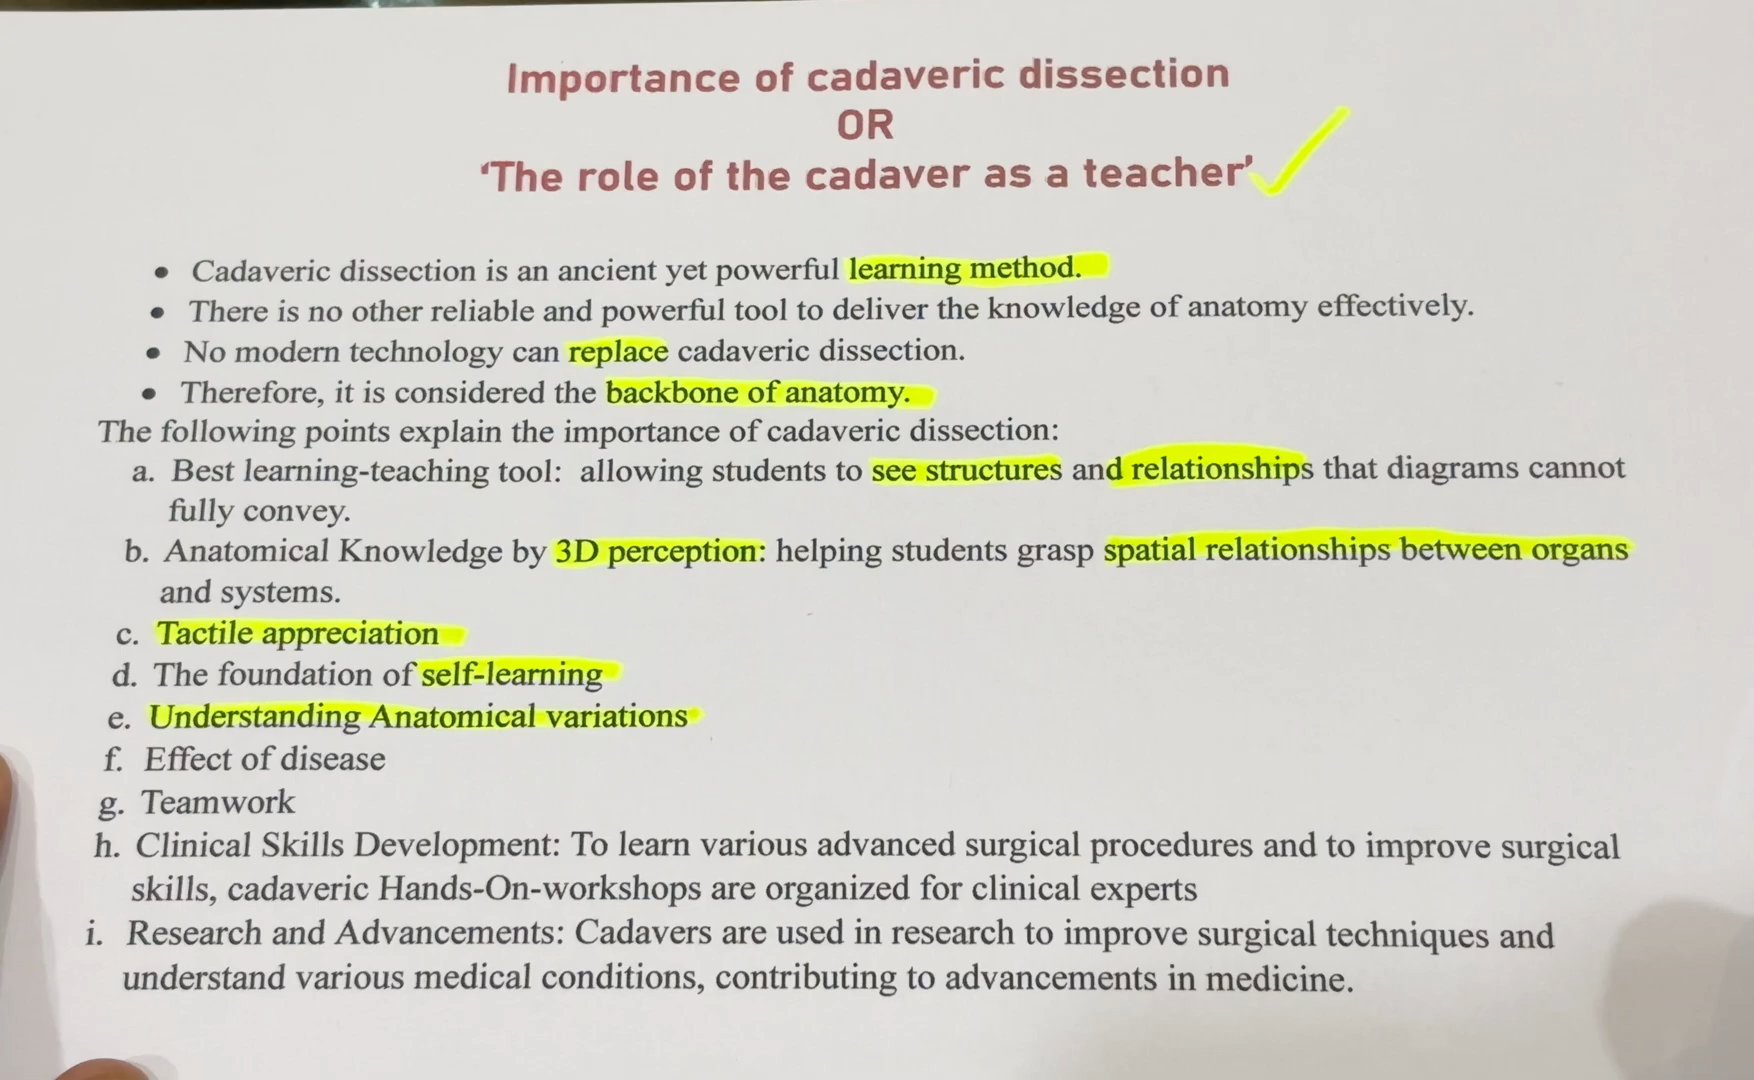 Importance of cadaveric dissection
OR
‘The role of the cadaver as a teacher’
• Cadaveric dissection is an ancient yet powerful learning method.
• There is no other reliable and powerful tool to deliver the knowledge of anatomy effectively.
• No modern technology can replace cadaveric dissection.
• Therefore, it is considered the backbone of anatomy.
The following points explain the importance of cadaveric dissection:
a. Best learning-teaching tool: allowing students to see structures and relationships that diagrams cannot
fully convey.
b. Anatomical Knowledge by 3D perception: helping students grasp spatial relationships between organs
and systems.
c. Tactile appreciation
d. The foundation of self-learning
e. Understanding Anatomical variations
f. Effect of disease
g. Teamwork
h. Clinical Skills Development: To learn various advanced surgical procedures and to improve surgical
skills, cadaveric Hands-On-workshops are organized for clinical experts
i. Research and Advancements: Cadavers are used in research to improve surgical techniques and
understand various medical conditions, contributing to advancements in medicine.